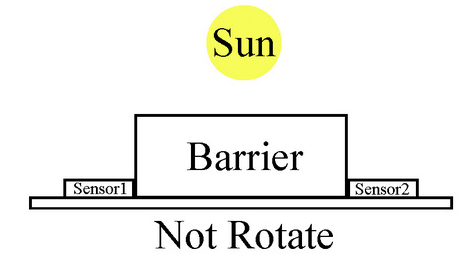 Sun
Barrier
Sensor1
Sensor2
Not Rotate